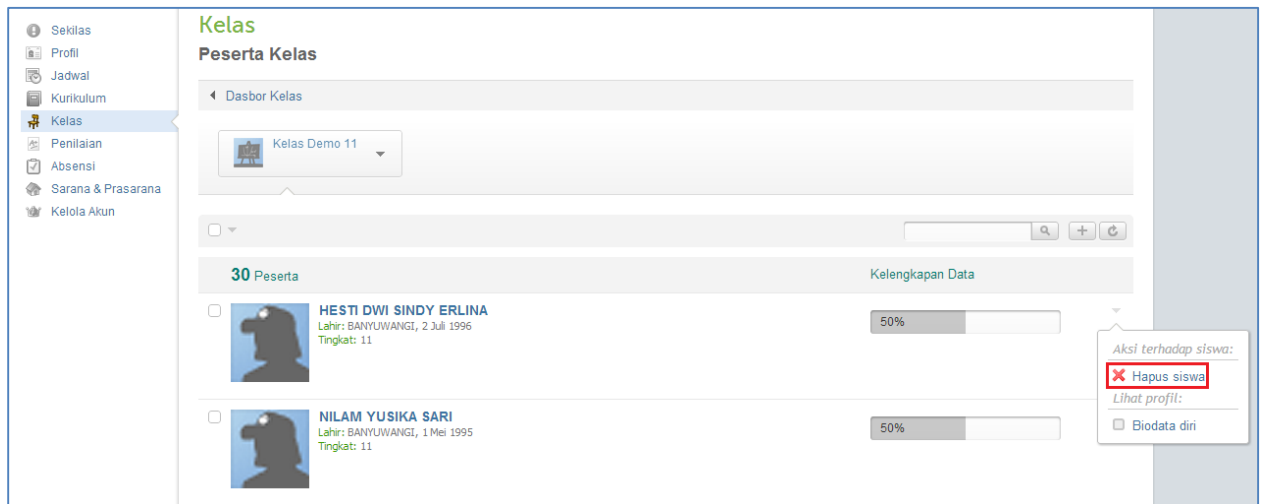 Sekilas
Profil
Jadwal
Kurikulum
Kelas
Penilaian
Absensi
Sarana & Prasarana
Kelola Akun
Kelas
Peserta Kelas
Dasbor Kelas
Kelas Demo 11
30 Peserta
Kelengkapan Data
HESTI DWI SINDY ERLINA
Lahir: BANYUWANGI, 2 Juli 1996
Tingkat: 11
50%
Aksi terhadap siswa:
Hapus siswa
Lihat profil:
Biodata diri
NILAM YUSIKA SARI
Lahir: BANYUWANGI, 1 Mei 1995
Tingkat: 11
50%